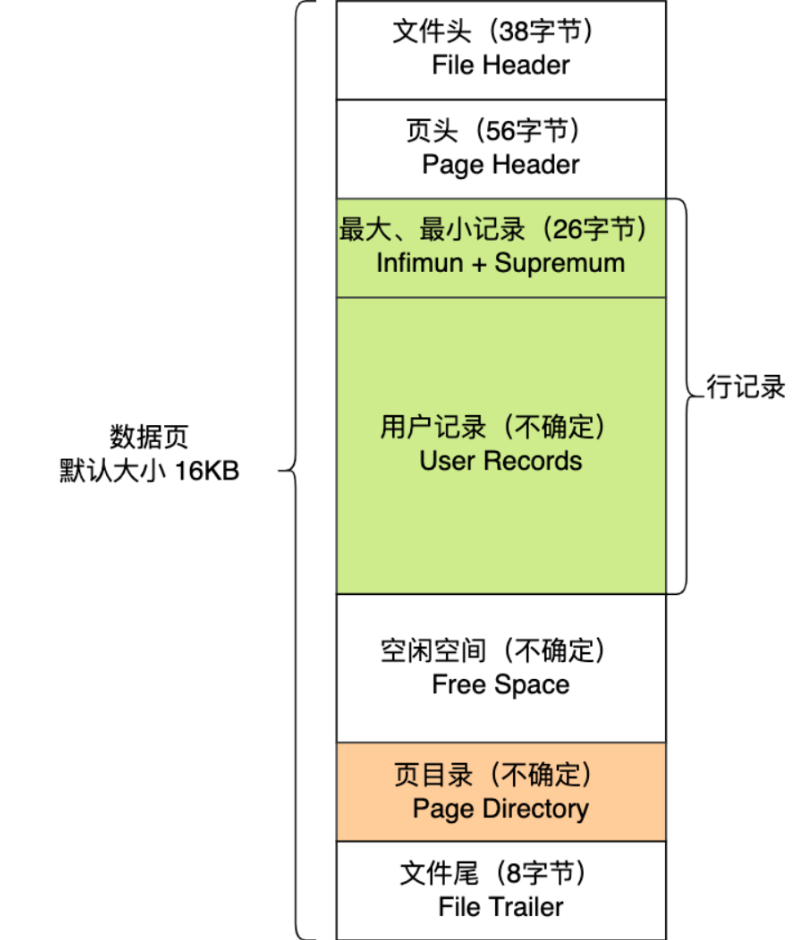 文件头（38字节）
File Header
页头（56字节）
Page Header
最大、最小记录（26字节）
Infimun + Supremum
行记录
用户记录（不确定）
User Records
数据页
默认大小 16KB
空闲空间（不确定）
Free Space
页目录（不确定）
Page Directory
文件尾（8字节）
File Trailer